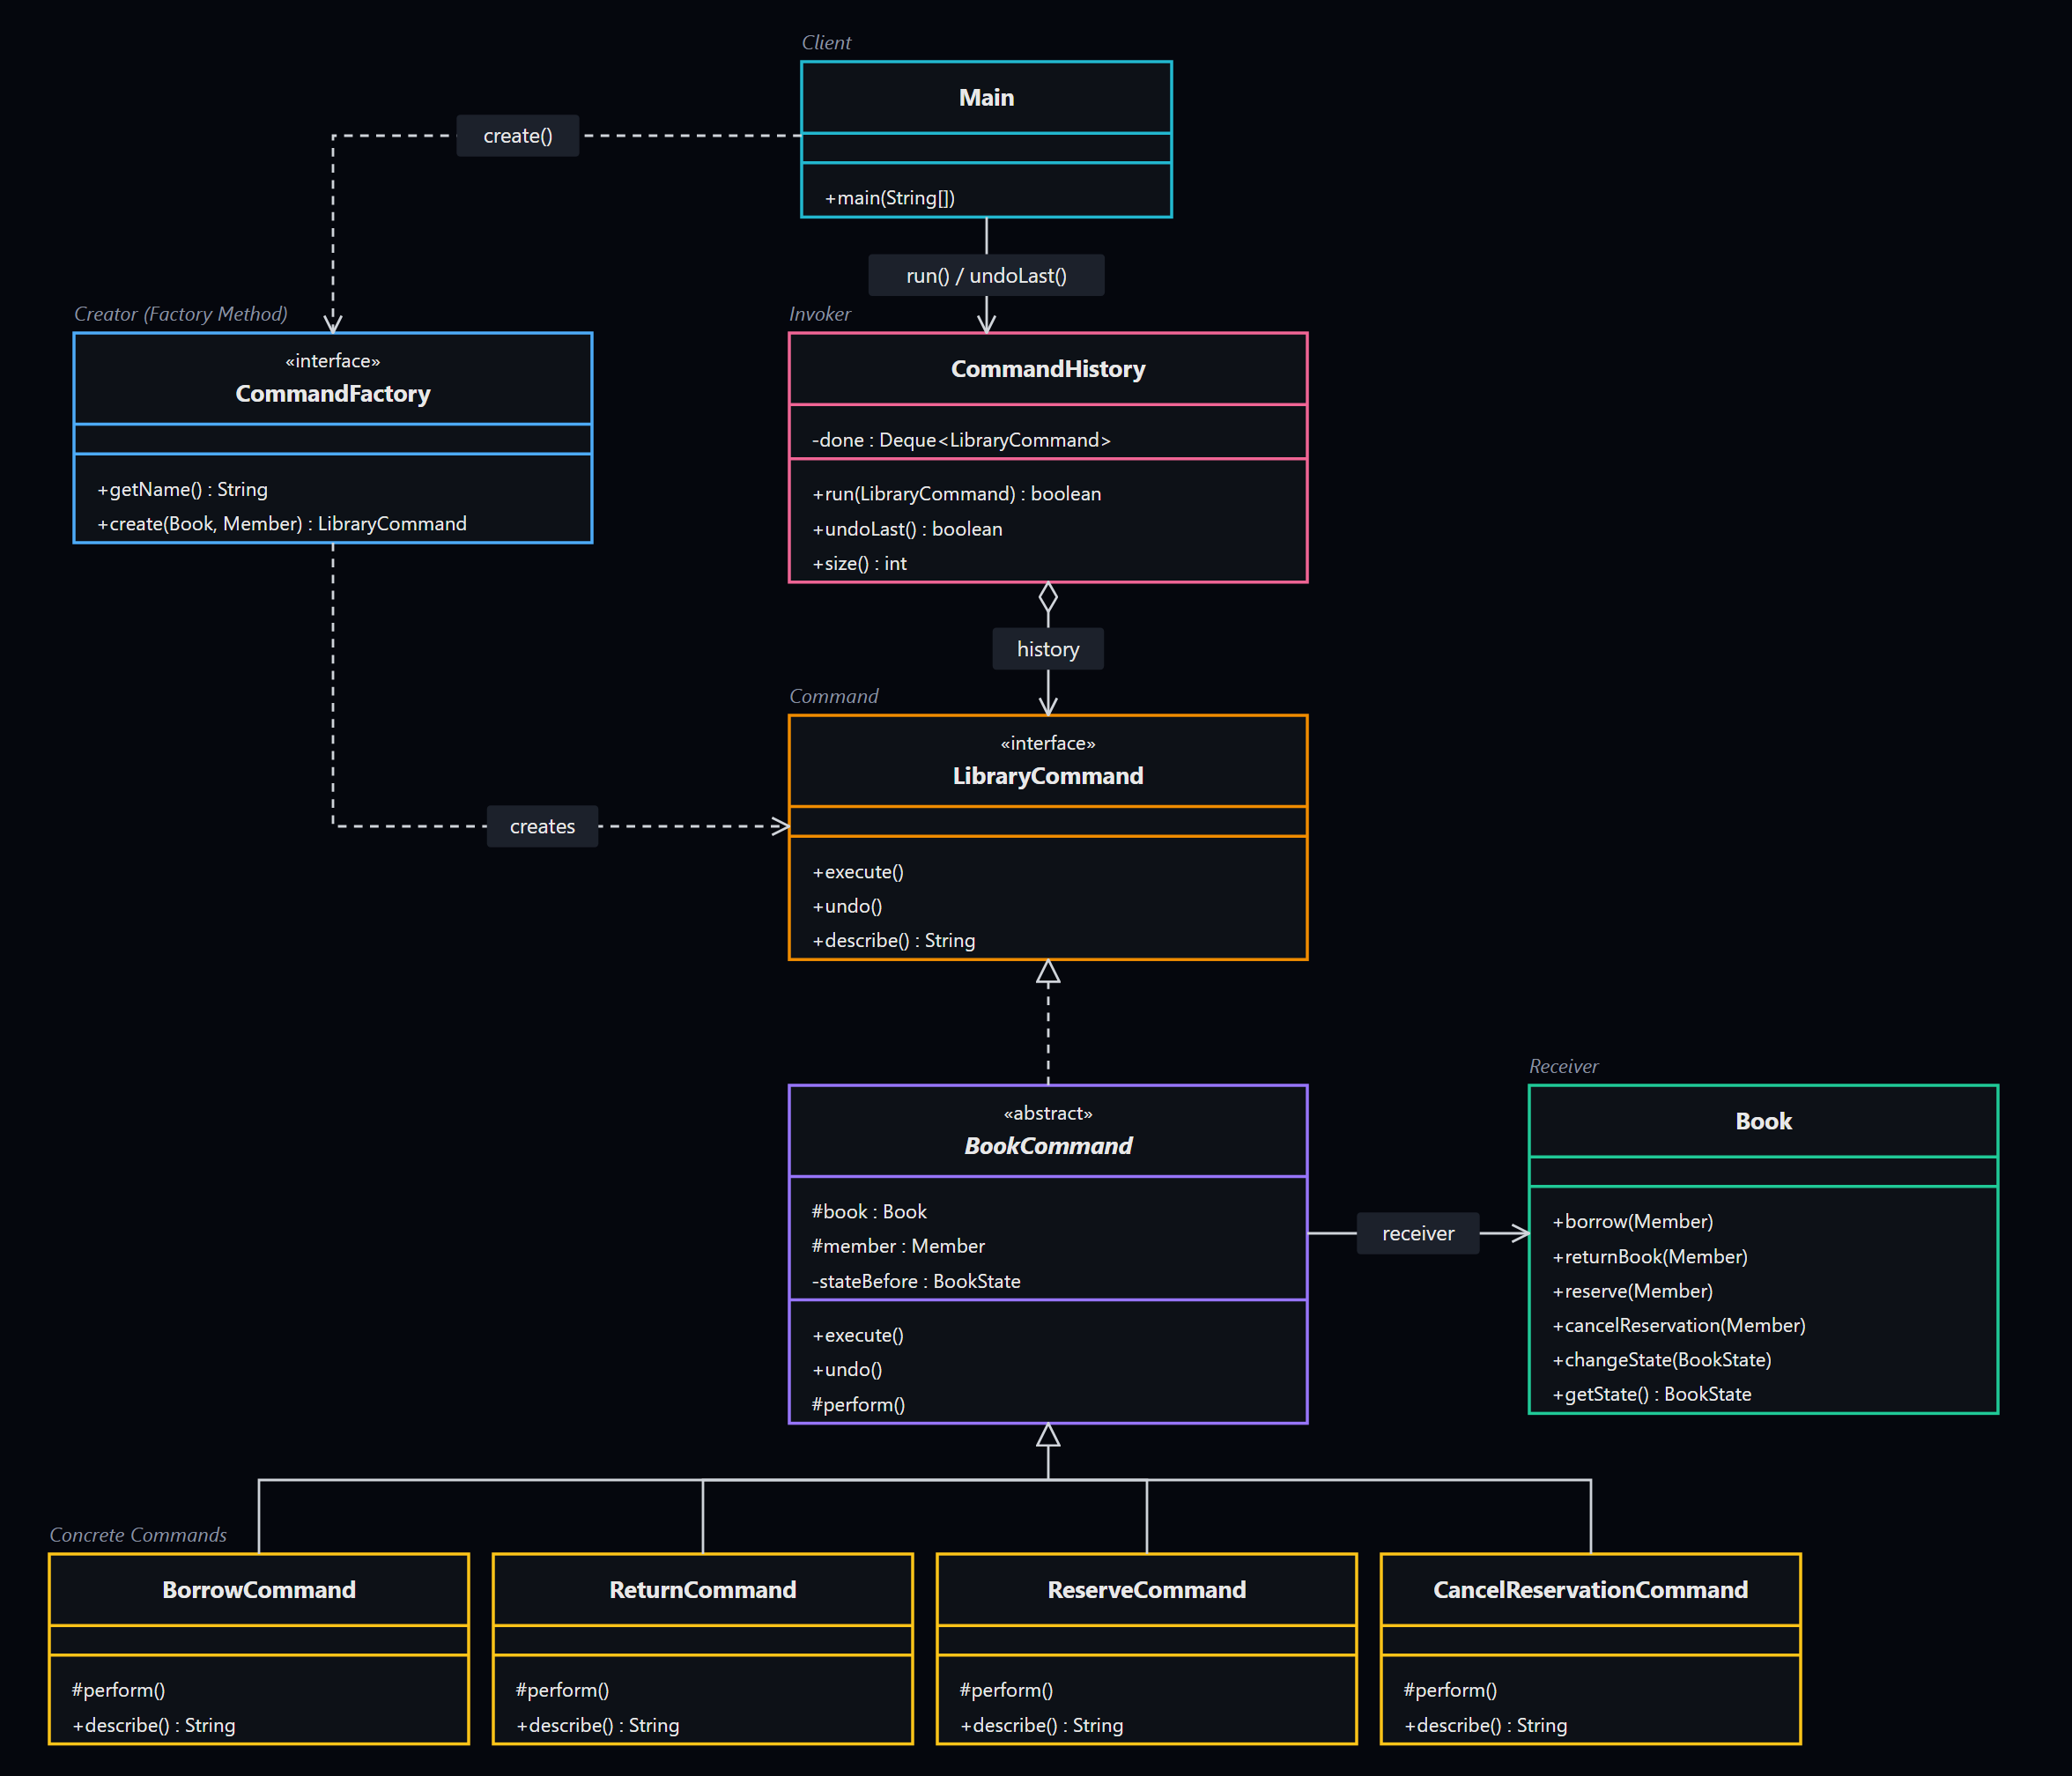 Client
Main
+main(String[])
create()
run() / undoLast()
Creator (Factory Method)
«interface»
CommandFactory
+getName() : String
+create(Book, Member) : LibraryCommand
Invoker
CommandHistory
-done : Deque<LibraryCommand>
+run(LibraryCommand) : boolean
+undoLast() : boolean
+size() : int
history
creates
Command
«interface»
LibraryCommand
+execute()
+undo()
+describe() : String
«abstract»
BookCommand
#book : Book
#member : Member
-stateBefore : BookState
+execute()
+undo()
#perform()
receiver
Receiver
Book
+borrow(Member)
+returnBook(Member)
+reserve(Member)
+cancelReservation(Member)
+changeState(BookState)
+getState() : BookState
Concrete Commands
BorrowCommand
#perform()
+describe() : String
ReturnCommand
#perform()
+describe() : String
ReserveCommand
#perform()
+describe() : String
CancelReservationCommand
#perform()
+describe() : String